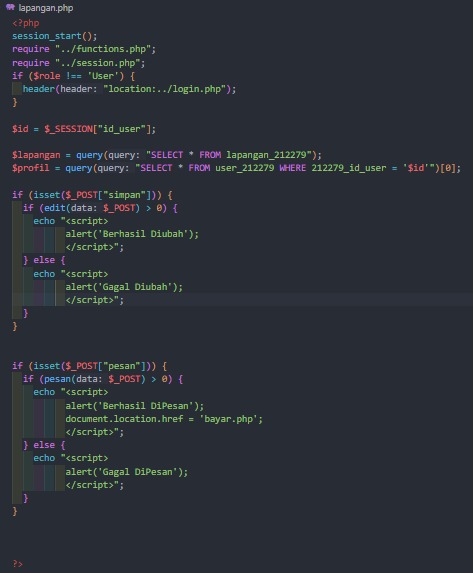 lapangan.php
<?php
session_start();
require "../functions.php";
require "../session.php";
if ($role !== 'User') {
  header(header: "location:../login.php");
}

$id = $_SESSION["id_user"];

$lapangan = query(query: "SELECT * FROM lapangan_212279");
$profil = query(query: "SELECT * FROM user_212279 WHERE 212279_id_user = '$id'")[0];

if (isset($_POST["simpan"])) {
  if (edit(data: $_POST) > 0) {
    echo "<script>
          alert('Berhasil Diubah');
          </script>";
  } else {
    echo "<script>
          alert('Gagal Diubah');
          </script>";
  }
}


if (isset($_POST["pesan"])) {
  if (pesan(data: $_POST) > 0) {
    echo "<script>
          alert('Berhasil DiPesan');
          document.location.href = 'bayar.php';
          </script>";
  } else {
    echo "<script>
          alert('Gagal DiPesan');
          </script>";
  }
}



?>